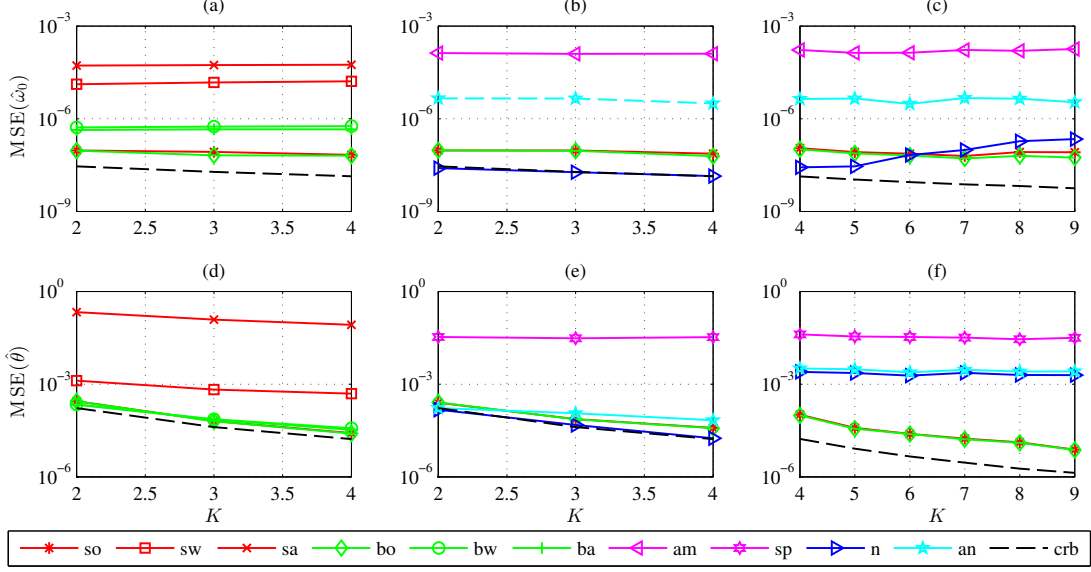 (a) (b) (c)
10^{-3} 10^{-3} 10^{-3}
10^{-6} 10^{-6} 10^{-6}
10^{-9} 10^{-9} 10^{-9}
MSE(\hat{ω}_0)
2 2.5 3 3.5 4 2 2.5 3 3.5 4 4 5 6 7 8 9
(d) (e) (f)
10^{0} 10^{0} 10^{0}
10^{-3} 10^{-3} 10^{-3}
10^{-6} 10^{-6} 10^{-6}
MSE(\hat{θ})
2 2.5 3 3.5 4 2 2.5 3 3.5 4 4 5 6 7 8 9
K K K
so sw sa bo bw ba am sp n an crb